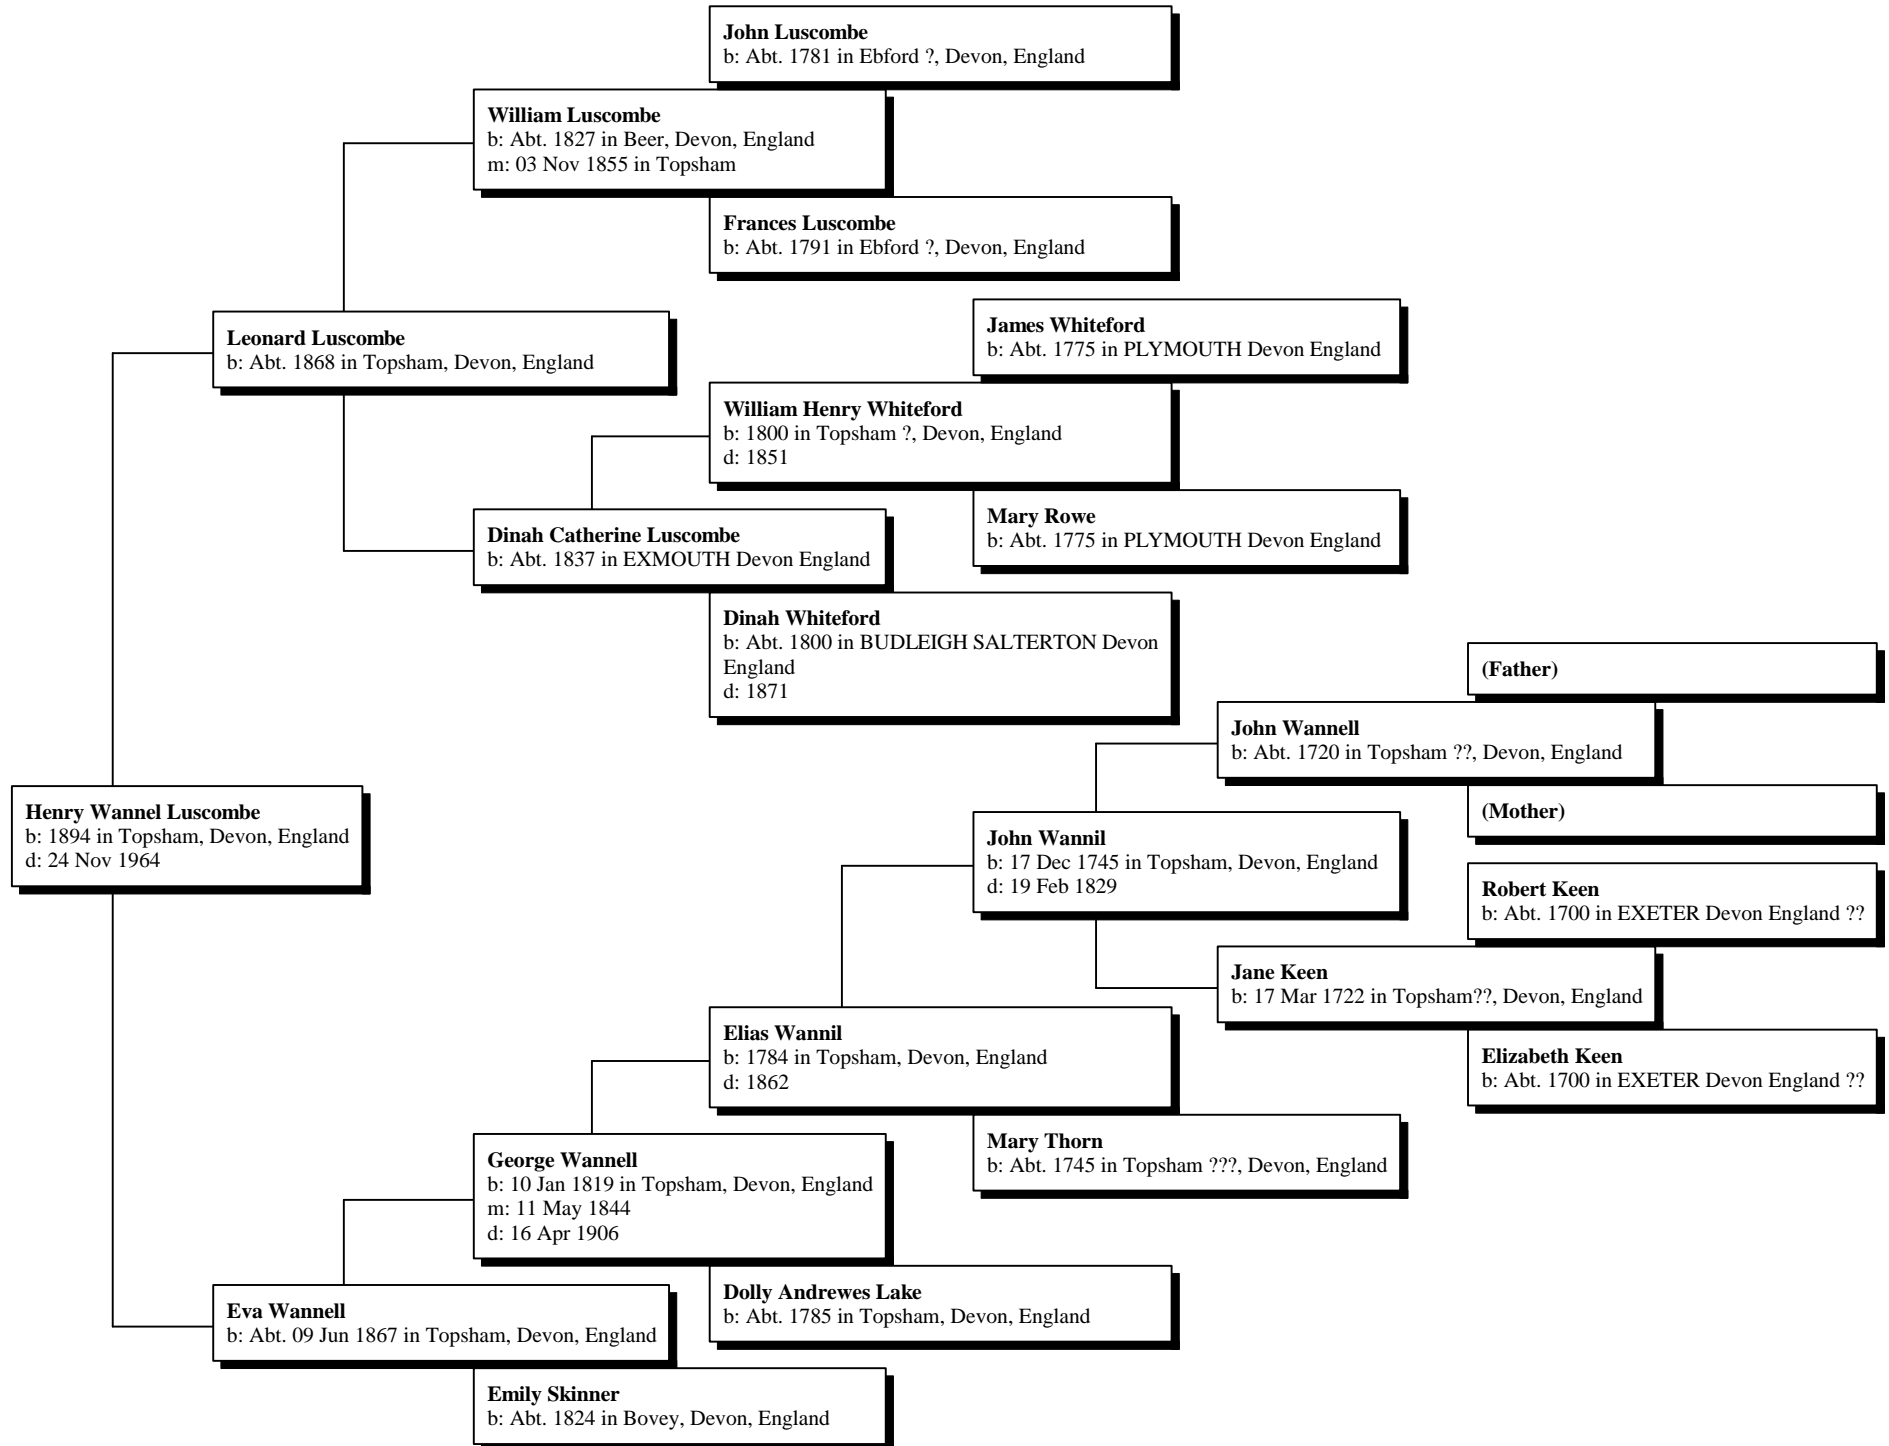 John Luscombe
b: Abt. 1781 in Ebford ?, Devon, England
William Luscombe
b: Abt. 1827 in Beer, Devon, England
m: 03 Nov 1855 in Topsham
Frances Luscombe
b: Abt. 1791 in Ebford ?, Devon, England
Leonard Luscombe
b: Abt. 1868 in Topsham, Devon, England
James Whiteford
b: Abt. 1775 in PLYMOUTH Devon England
William Henry Whiteford
b: 1800 in Topsham ?, Devon, England
d: 1851
Mary Rowe
b: Abt. 1775 in PLYMOUTH Devon England
Dinah Catherine Luscombe
b: Abt. 1837 in EXMOUTH Devon England
Dinah Whiteford
b: Abt. 1800 in BUDLEIGH SALTERTON Devon
England
d: 1871
Henry Wannel Luscombe
b: 1894 in Topsham, Devon, England
d: 24 Nov 1964
(Father)
John Wannell
b: Abt. 1720 in Topsham ??, Devon, England
(Mother)
John Wannil
b: 17 Dec 1745 in Topsham, Devon, England
d: 19 Feb 1829
Robert Keen
b: Abt. 1700 in EXETER Devon England ??
Jane Keen
b: 17 Mar 1722 in Topsham??, Devon, England
Elizabeth Keen
b: Abt. 1700 in EXETER Devon England ??
Elias Wannil
b: 1784 in Topsham, Devon, England
d: 1862
Mary Thorn
b: Abt. 1745 in Topsham ???, Devon, England
George Wannell
b: 10 Jan 1819 in Topsham, Devon, England
m: 11 May 1844
d: 16 Apr 1906
Dolly Andrewes Lake
b: Abt. 1785 in Topsham, Devon, England
Eva Wannell
b: Abt. 09 Jun 1867 in Topsham, Devon, England
Emily Skinner
b: Abt. 1824 in Bovey, Devon, England